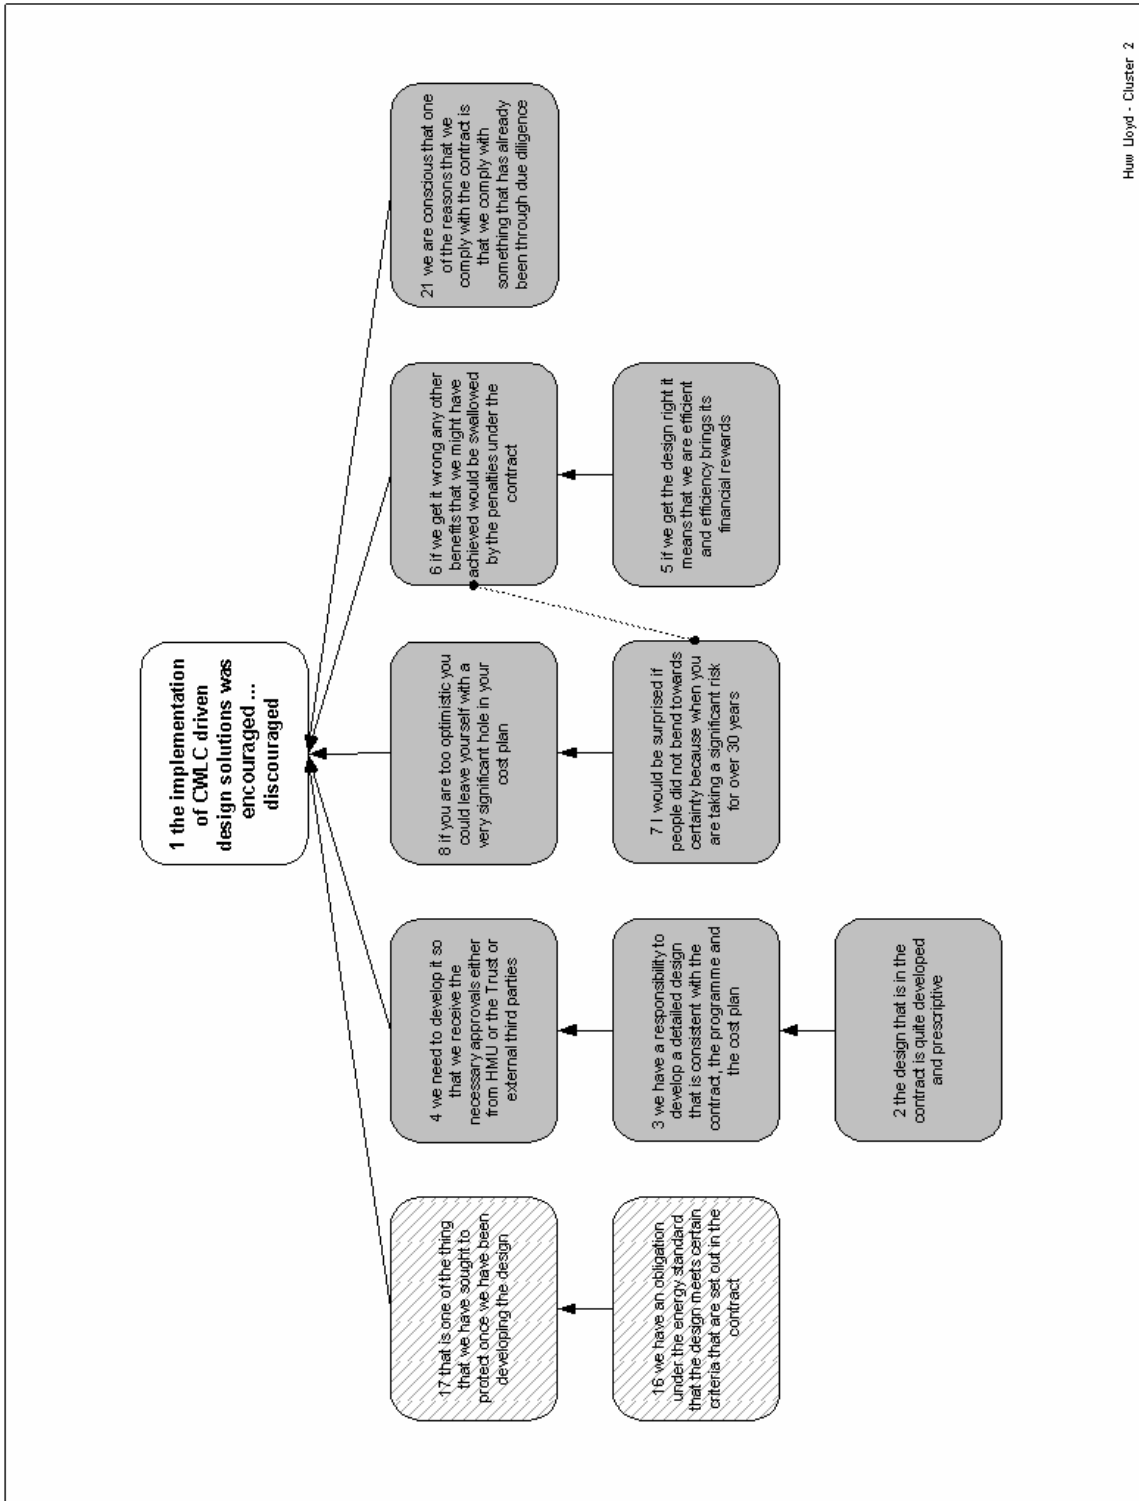 1 the implementation
of CWLC driven
design solutions was
encouraged ...
discouraged
17 that is one of the thing
that we have sought to
protect once we have been
developing the design
4 we need to develop it so
that we receive the
necessary approvals either
from HMU or the Trust or
external third parties
8 if you are too optimistic you
could leave yourself with a
very significant hole in your
cost plan
6 if we get it wrong any other
benefits that we might have
achieved would be swallowed
by the penalties under the
contract
21 we are conscious that one
of the reasons that we
comply with the contract is
that we comply with
something that has already
been through due diligence
16 we have an obligation
under the energy standard
that the design meets certain
criteria that are set out in the
contract
3 we have a responsibility to
develop a detailed design
that is consistent with the
contract, the programme and
the cost plan
7 I would be surprised if
people did not bend towards
certainty because when you
are taking a significant risk
for over 30 years
5 if we get the design right it
means that we are efficient
and efficiency brings its
financial rewards
2 the design that is in the
contract is quite developed
and prescriptive
Huw Lloyd - Cluster 2